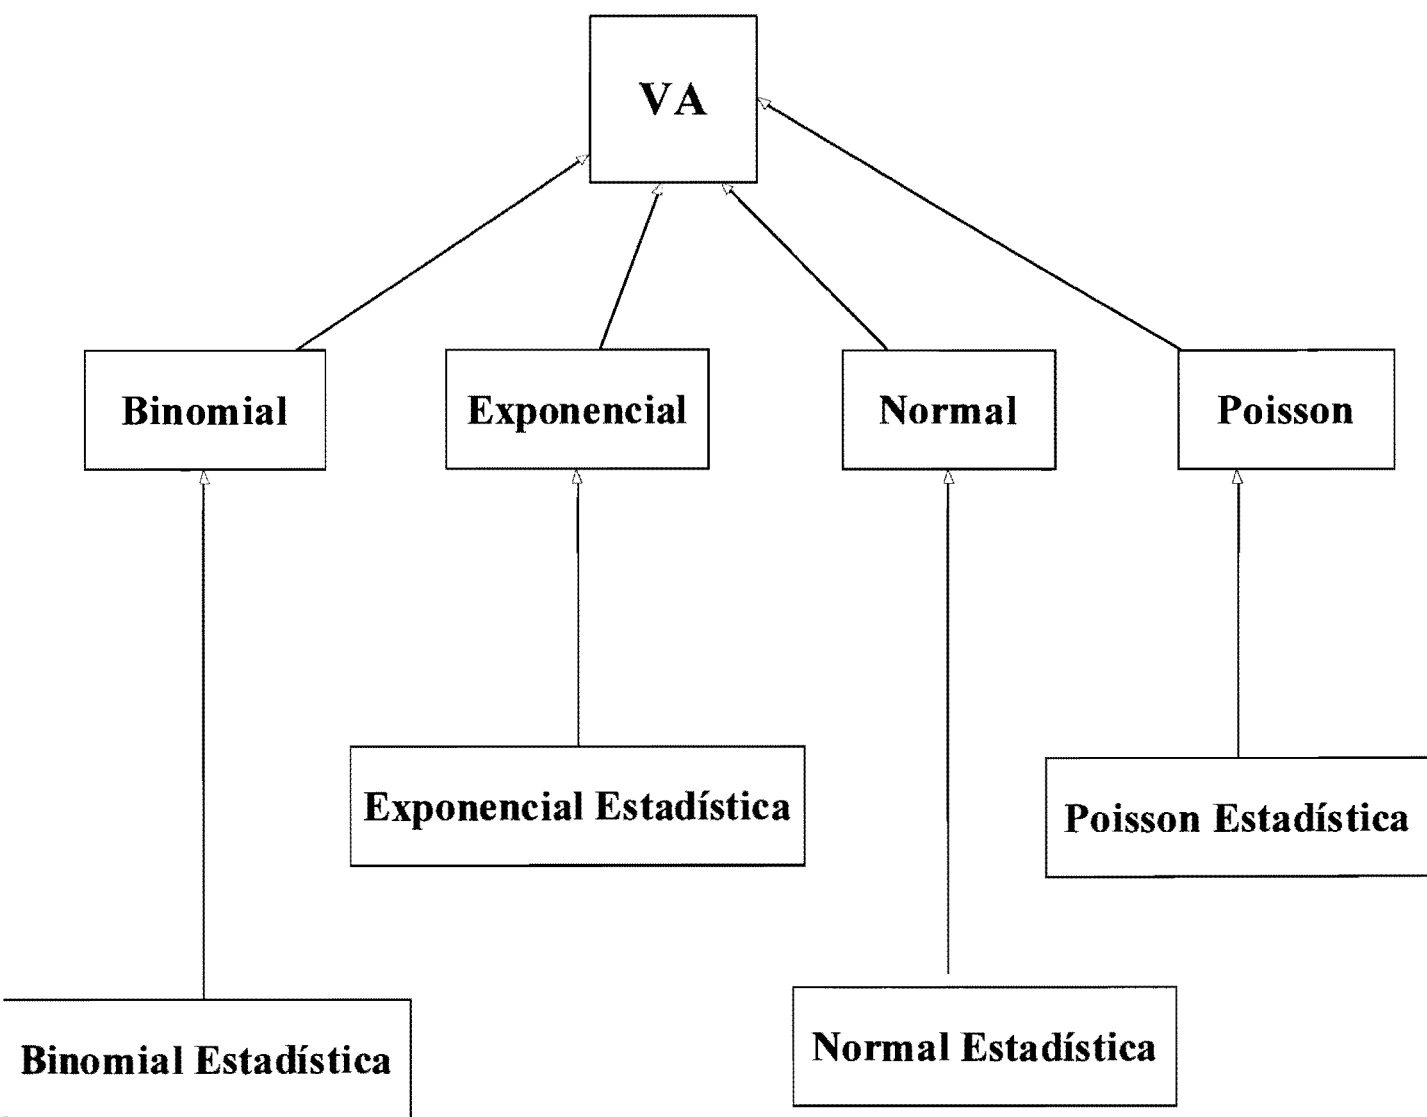 VA
Binomial
Exponencial
Normal
Poisson
Exponencial Estadística
Poisson Estadística
Normal Estadística
Binomial Estadística